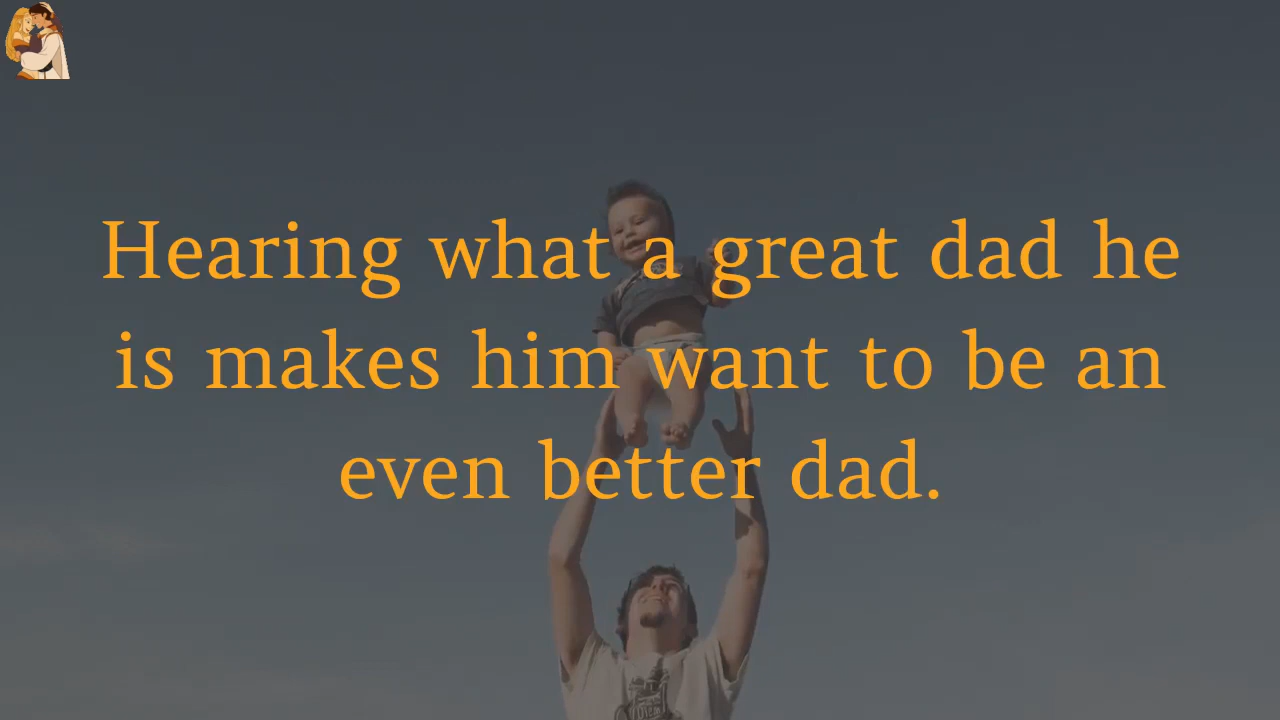 Hearing what a great dad he
is makes him want to be an
even better dad.